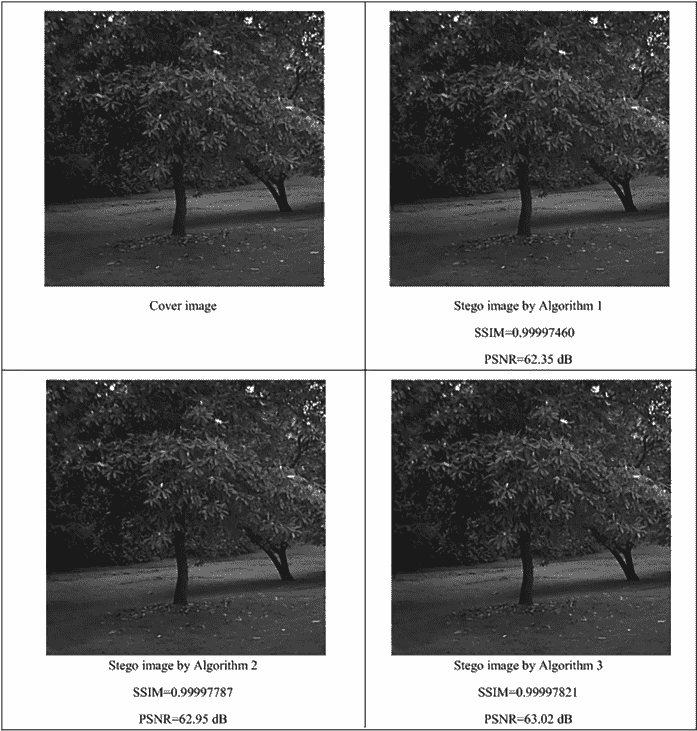 Cover image
Stego image by Algorithm 1
SSIM=0.99997460
PSNR=62.35 dB
Stego image by Algorithm 2
SSIM=0.99997787
PSNR=62.95 dB
Stego image by Algorithm 3
SSIM=0.99997821
PSNR=63.02 dB